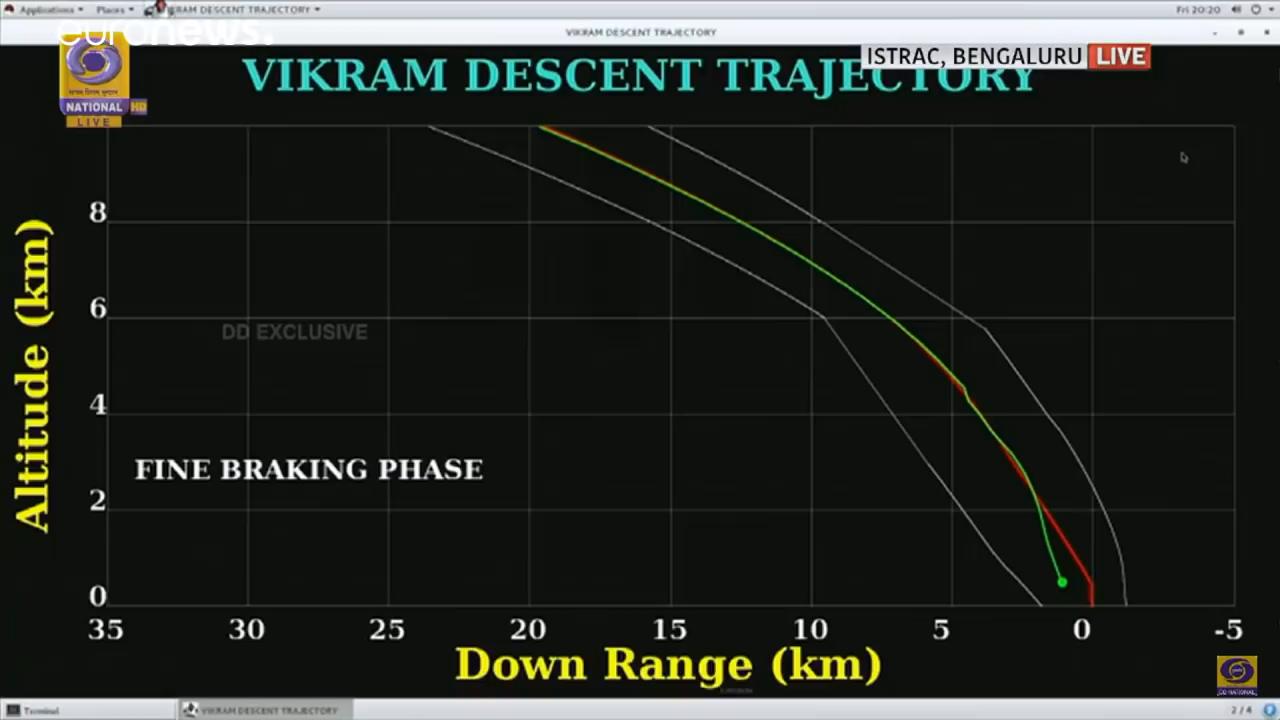 Applications Places VIKRAM DESCENT TRAJECTORY Fri 20:20
euronews.
VIKRAM DESCENT TRAJECTORY
ISTRAC, BENGALURU LIVE
VIKRAM DESCENT TRAJECTORY
NATIONAL HD
LIVE
8
6
4
2
0
Altitude (km)
DD EXCLUSIVE
FINE BRAKING PHASE
35 30 25 20 15 10 5 0 -5
Down Range (km)
DD NATIONAL
Terminal VIKRAM DESCENT TRAJECTORY 2 / 4